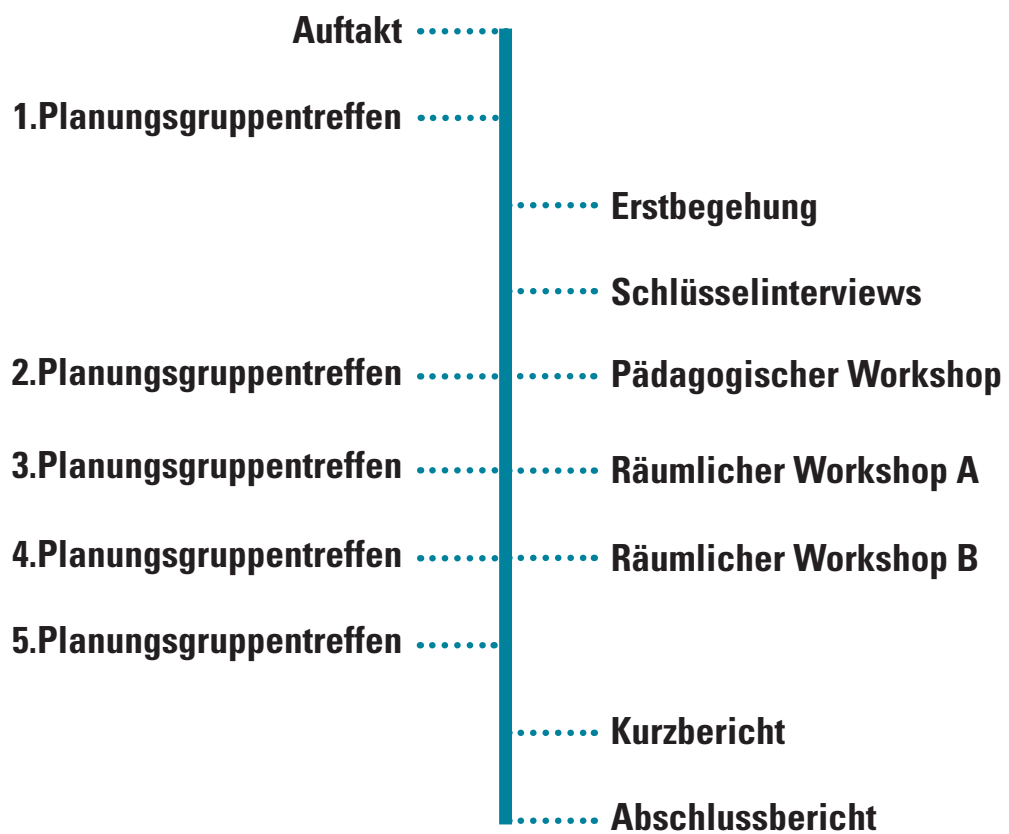 Auftakt
1.Planungsgruppentreffen
Erstbegehung
Schlüsselinterviews
2.Planungsgruppentreffen
Pädagogischer Workshop
3.Planungsgruppentreffen
Räumlicher Workshop A
4.Planungsgruppentreffen
Räumlicher Workshop B
5.Planungsgruppentreffen
Kurzbericht
Abschlussbericht